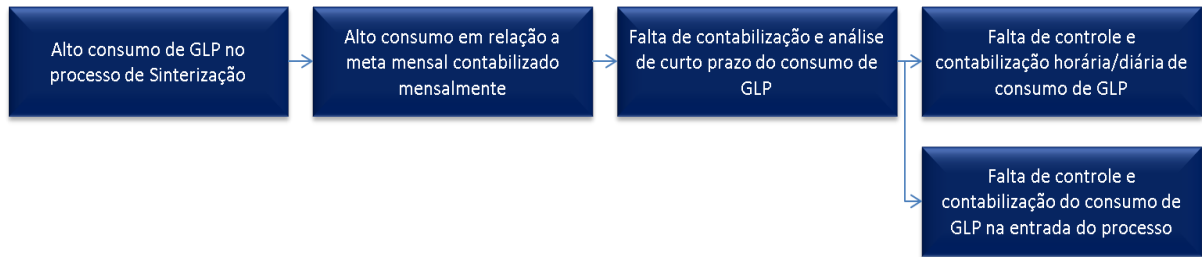 Alto consumo de GLP no
processo de Sinterização
Alto consumo em relação a
meta mensal contabilizado
mensalmente
Falta de contabilização e análise
de curto prazo do consumo de
GLP
Falta de controle e
contabilização horária/diária de
consumo de GLP
Falta de controle e
contabilização do consumo de
GLP na entrada do processo